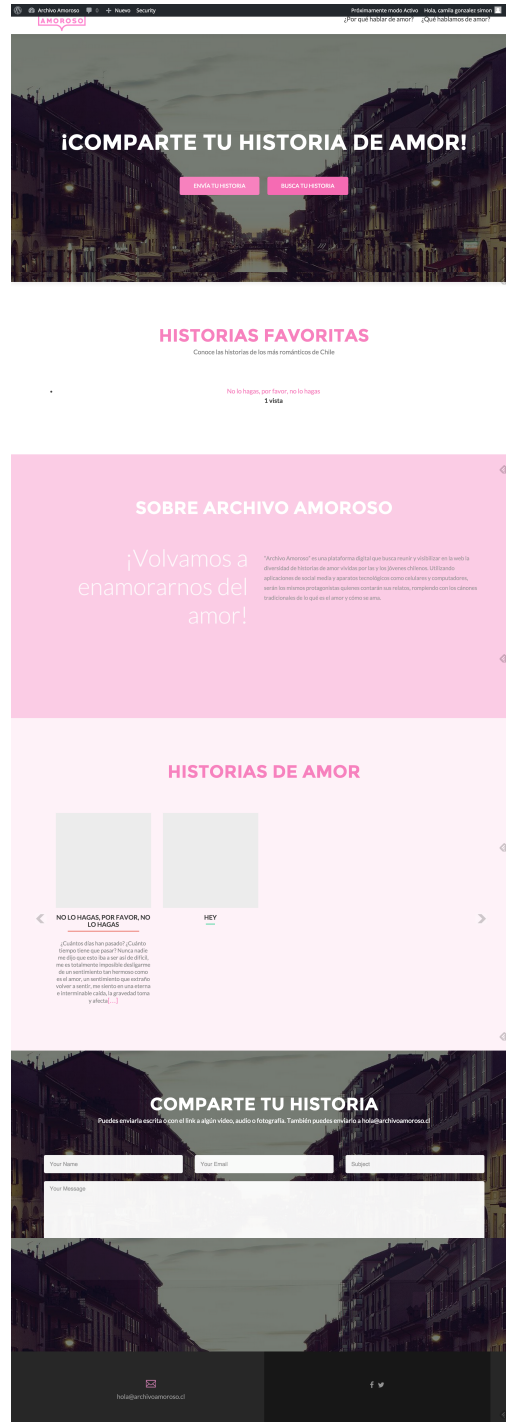 Archivo Amoroso 0 + Nuevo Security Próximamente modo Activo Hola, camila gonzalez simon
AMOROSO ¿Por qué hablar de amor? ¿Qué hablamos de amor?
¡COMPARTE TU HISTORIA DE AMOR!
ENVÍA TU HISTORIA BUSCA TU HISTORIA
HISTORIAS FAVORITAS
Conoce las historias de los más románticos de Chile
No lo hagas, por favor, no lo hagas
1 vista
SOBRE ARCHIVO AMOROSO
¡Volvamos a
enamorarnos del
amor!
"Archivo Amoroso" es una plataforma digital que busca reunir y visibilizar en la web la
diversidad de historias de amor vividas por las y los jóvenes chilenos. Utilizando
aplicaciones de social media y aparatos tecnológicos como celulares y computadores,
serán los mismos protagonistas quienes contarán sus relatos, rompiendo con los cánones
tradicionales de lo qué es el amor y cómo se ama.
HISTORIAS DE AMOR
NO LO HAGAS, POR FAVOR, NO
LO HAGAS
¿Cuántos días han pasado? ¿Cuánto
tiempo tiene que pasar? Nunca nadie
me dijo que esto iba a ser así de difícil,
me es totalmente imposible desligarme
de un sentimiento tan hermoso como
es el amor, un sentimiento que extraño
volver a sentir, me siento en una eterna
e interminable caída, la gravedad toma
y afecta[. . .]
HEY
COMPARTE TU HISTORIA
Puedes enviarla escrita o con el link a algún video, audio o fotografía. También puedes enviarlo a hola@archivoamoroso.cl
Your Name Your Email Subject
Your Message
hola@archivoamoroso.cl